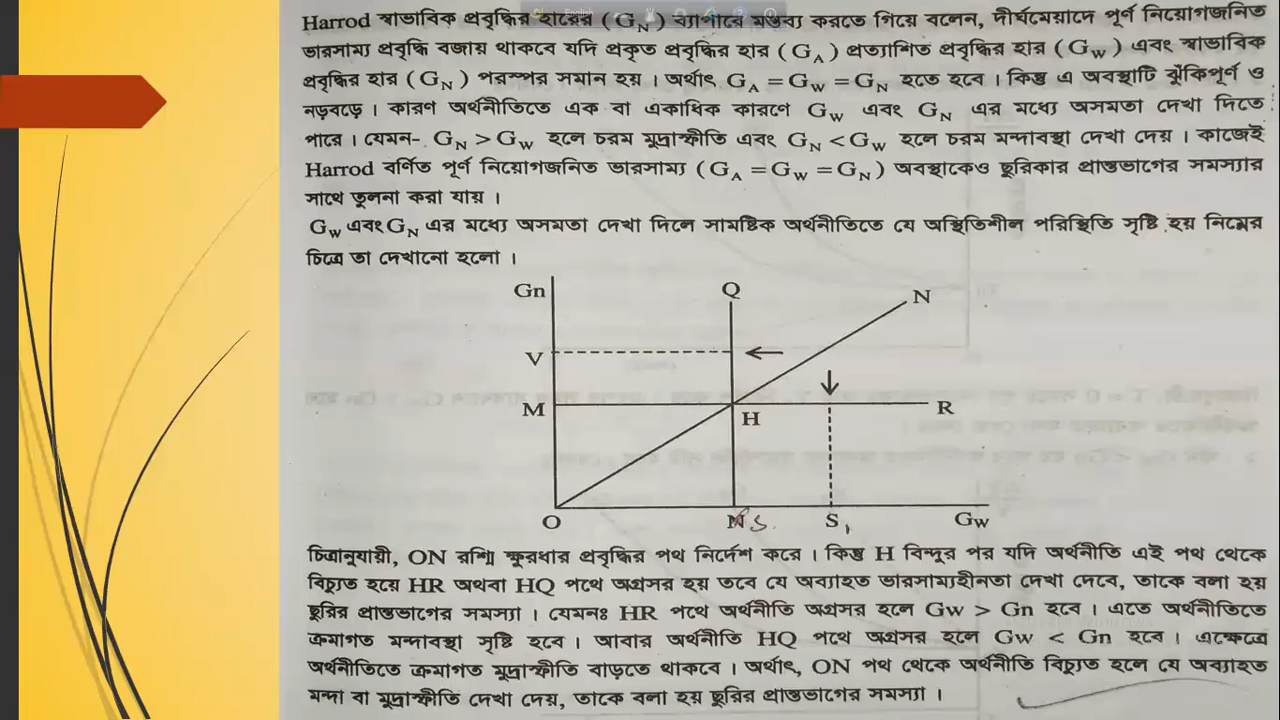 Harrod স্বাভাবিক প্রবৃদ্ধির হারের ( G_N ) ব্যাপারে মন্তব্য করতে গিয়ে বলেন, দীর্ঘমেয়াদে পূর্ণ নিয়োগজনিত
ভারসাম্য প্রবৃদ্ধি বজায় থাকবে যদি প্রকৃত প্রবৃদ্ধির হার ( G_A ) প্রত্যাশিত প্রবৃদ্ধির হার ( G_W ) এবং স্বাভাবিক
প্রবৃদ্ধির হার ( G_N ) পরস্পর সমান হয় । অর্থাৎ G_A = G_W = G_N হতে হবে । কিন্তু এ অবস্থাটি ঝুঁকিপূর্ণ ও
নড়বড়ে । কারণ অর্থনীতিতে এক বা একাধিক কারণে G_W এবং G_N এর মধ্যে অসমতা দেখা দিতে
পারে । যেমন- G_N > G_W হলে চরম মুদ্রাস্ফীতি এবং G_N < G_W হলে চরম মন্দাবস্থা দেখা দেয় । কাজেই
Harrod বর্ণিত পূর্ণ নিয়োগজনিত ভারসাম্য ( G_A = G_W = G_N ) অবস্থাকেও ছুরিকার প্রান্তভাগের সমস্যার
সাথে তুলনা করা যায় ।
G_W এবং G_N এর মধ্যে অসমতা দেখা দিলে সামষ্টিক অর্থনীতিতে যে অস্থিতিশীল পরিস্থিতি সৃষ্টি হয় নিম্নের
চিত্রে তা দেখানো হলো ।
Gn
Q
N
V
M
H
R
O
S
S₁
Gw
চিত্রানুযায়ী, ON রশ্মি ক্ষুরধার প্রবৃদ্ধির পথ নির্দেশ করে । কিন্তু H বিন্দুর পর যদি অর্থনীতি এই পথ থেকে
বিচ্যুত হয়ে HR অথবা HQ পথে অগ্রসর হয় তবে যে অব্যাহত ভারসাম্যহীনতা দেখা দেবে, তাকে বলা হয়
ছুরির প্রান্তভাগের সমস্যা । যেমনঃ HR পথে অর্থনীতি অগ্রসর হলে Gw > Gn হবে । এতে অর্থনীতিতে
ক্রমাগত মন্দাবস্থা সৃষ্টি হবে । আবার অর্থনীতি HQ পথে অগ্রসর হলে Gw < Gn হবে । এক্ষেত্রে
অর্থনীতিতে ক্রমাগত মুদ্রাস্ফীতি বাড়তে থাকবে । অর্থাৎ, ON পথ থেকে অর্থনীতি বিচ্যুত হলে যে অব্যাহত
মন্দা বা মুদ্রাস্ফীতি দেখা দেয়, তাকে বলা হয় ছুরির প্রান্তভাগের সমস্যা ।